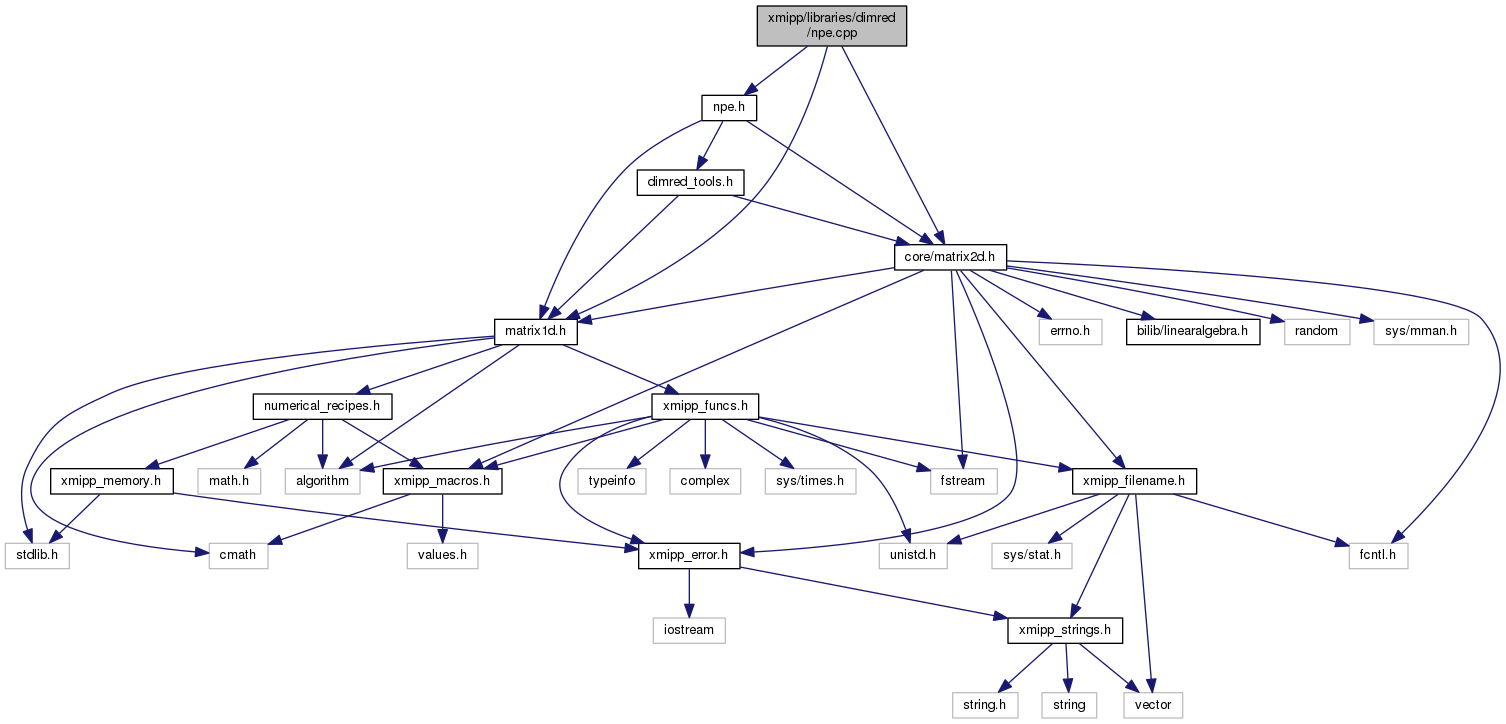 xmipp/libraries/dimred
/npe.cpp
npe.h
dimred_tools.h
core/matrix2d.h
matrix1d.h
errno.h
bilib/linearalgebra.h
random
sys/mman.h
numerical_recipes.h
xmipp_funcs.h
xmipp_memory.h
math.h
algorithm
xmipp_macros.h
typeinfo
complex
sys/times.h
fstream
xmipp_filename.h
stdlib.h
cmath
values.h
xmipp_error.h
unistd.h
sys/stat.h
fcntl.h
iostream
xmipp_strings.h
string.h
string
vector